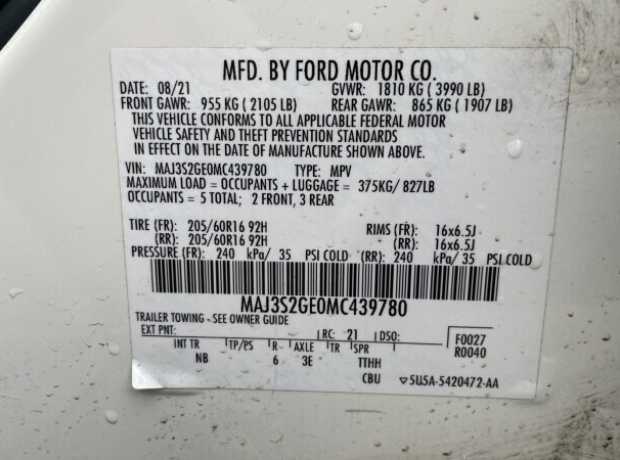 MFD. BY FORD MOTOR CO.
DATE: 08/21 GVWR: 1810 KG ( 3990 LB)
FRONT GAWR: 955 KG ( 2105 LB) REAR GAWR: 865 KG ( 1907 LB)
THIS VEHICLE CONFORMS TO ALL APPLICABLE FEDERAL MOTOR
VEHICLE SAFETY AND THEFT PREVENTION STANDARDS
IN EFFECT ON THE DATE OF MANUFACTURE SHOWN ABOVE.
VIN: MAJ3S2GE0MC439780 TYPE: MPV
MAXIMUM LOAD = OCCUPANTS + LUGGAGE = 375KG/ 827LB
OCCUPANTS = 5 TOTAL; 2 FRONT, 3 REAR
TIRE (FR): 205/60R16 92H RIMS (FR): 16x6.5J
(RR): 205/60R16 92H (RR): 16x6.5J
PRESSURE (FR): 240 kPa/ 35 PSI COLD (RR): 240 kPa/ 35 PSI COLD
MAJ3S2GE0MC439780
TRAILER TOWING - SEE OWNER GUIDE
EXT PNT: RC: 21 DSO: F0027
R0040
INT TR TP/PS R AXLE TR SPR
NB 6 3E TTHH
CBU 5U5A-5420472-AA